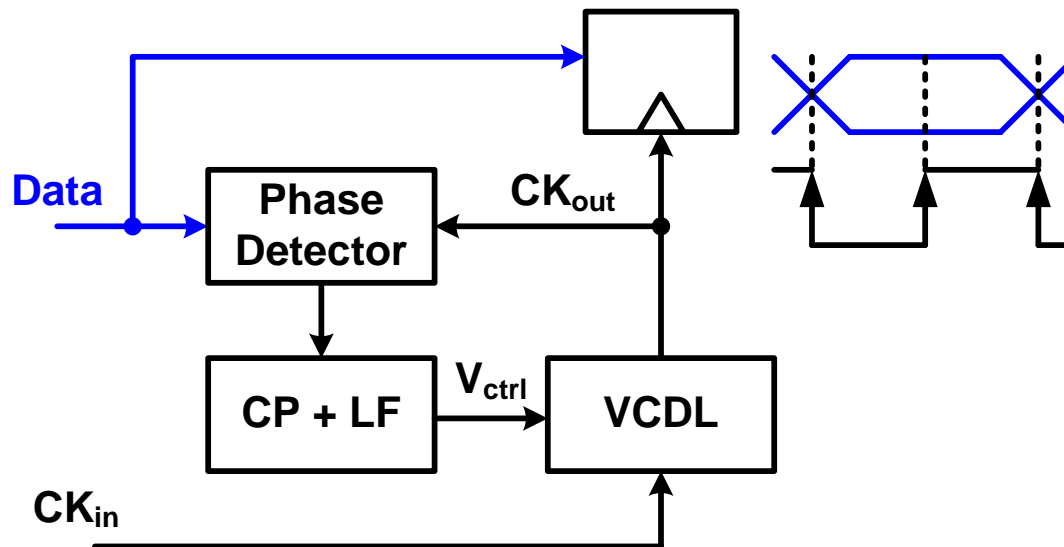 Data
Phase
Detector
CKout
CP + LF
Vctrl
VCDL
CKin